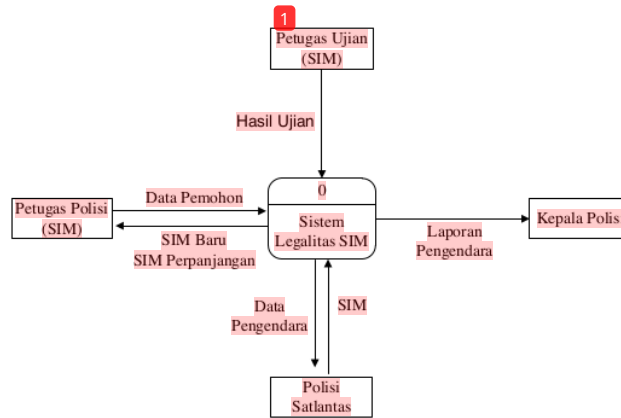 1
Petugas Ujian
(SIM)
Hasil Ujian
0
Petugas Polisi
(SIM)
Data Pemohon
Sistem
Legalitas SIM
Kepala Polis
SIM Baru
SIM Perpanjangan
Laporan
Pengendara
Data
Pengendara
SIM
Polisi
Satlantas